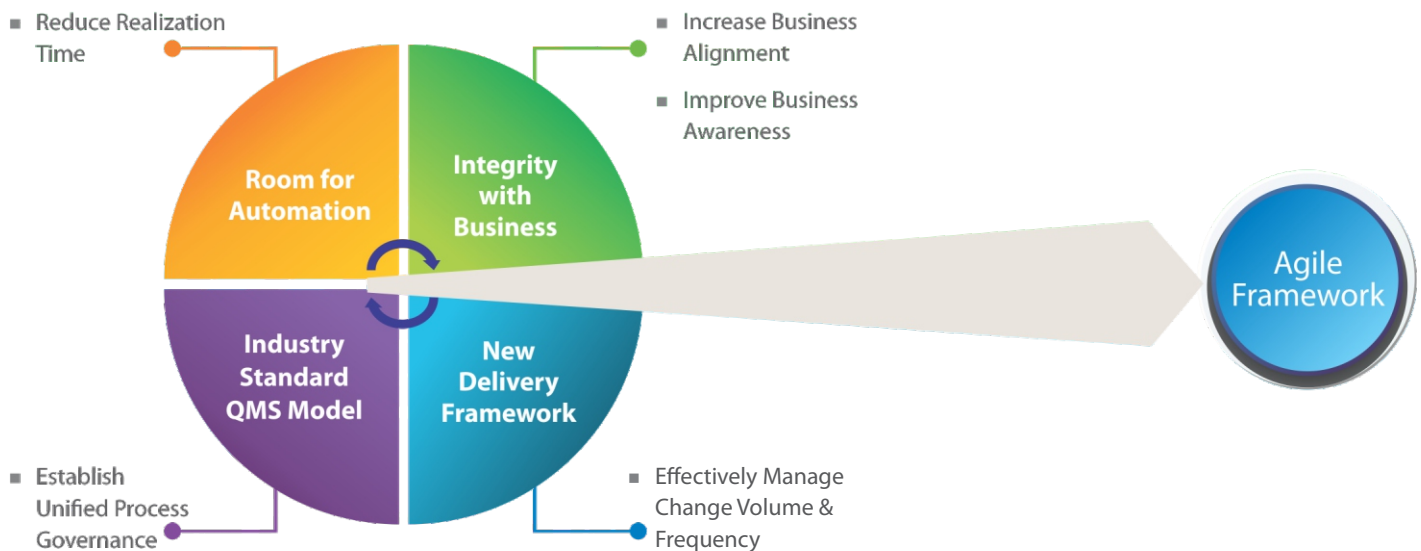 Reduce Realization
Time
Increase Business
Alignment
Improve Business
Awareness
Room for
Automation
Integrity
with
Business
Agile
Framework
Industry
Standard
QMS Model
New
Delivery
Framework
Establish
Unified Process
Governance
Effectively Manage
Change Volume &
Frequency